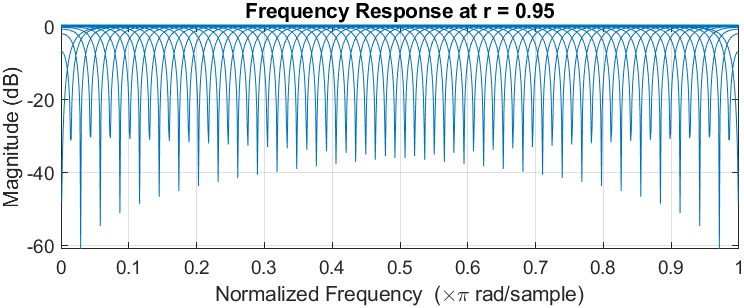 Frequency Response at r = 0.95
Magnitude (dB)
0
-20
-40
-60
0 0.1 0.2 0.3 0.4 0.5 0.6 0.7 0.8 0.9 1
Normalized Frequency (×π rad/sample)